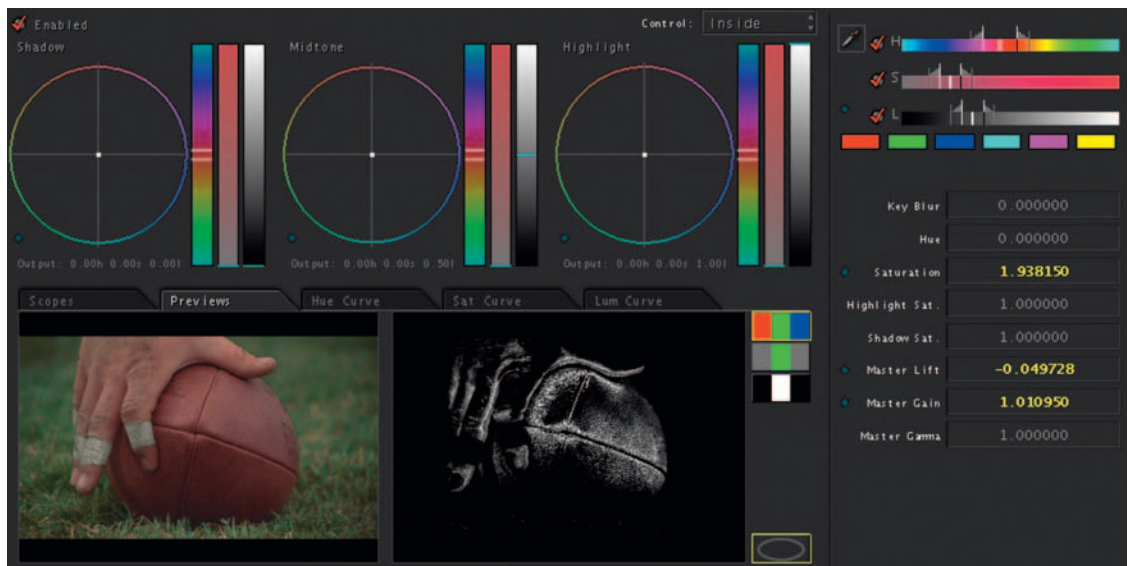 Enabled
Control: Inside
Shadow
Midtone
Highlight
H
S
L
Output: 0.00h 0.00s 0.00l
Output: 0.00h 0.00s 0.50l
Output: 0.00h 0.00s 1.00l
Key Blur 0.000000
Hue 0.000000
Saturation 1.938150
Highlight Sat. 1.000000
Shadow Sat. 1.000000
Master Lift -0.049728
Master Gain 1.010950
Master Gamma 1.000000
Scopes
Previews
Hue Curve
Sat Curve
Lum Curve